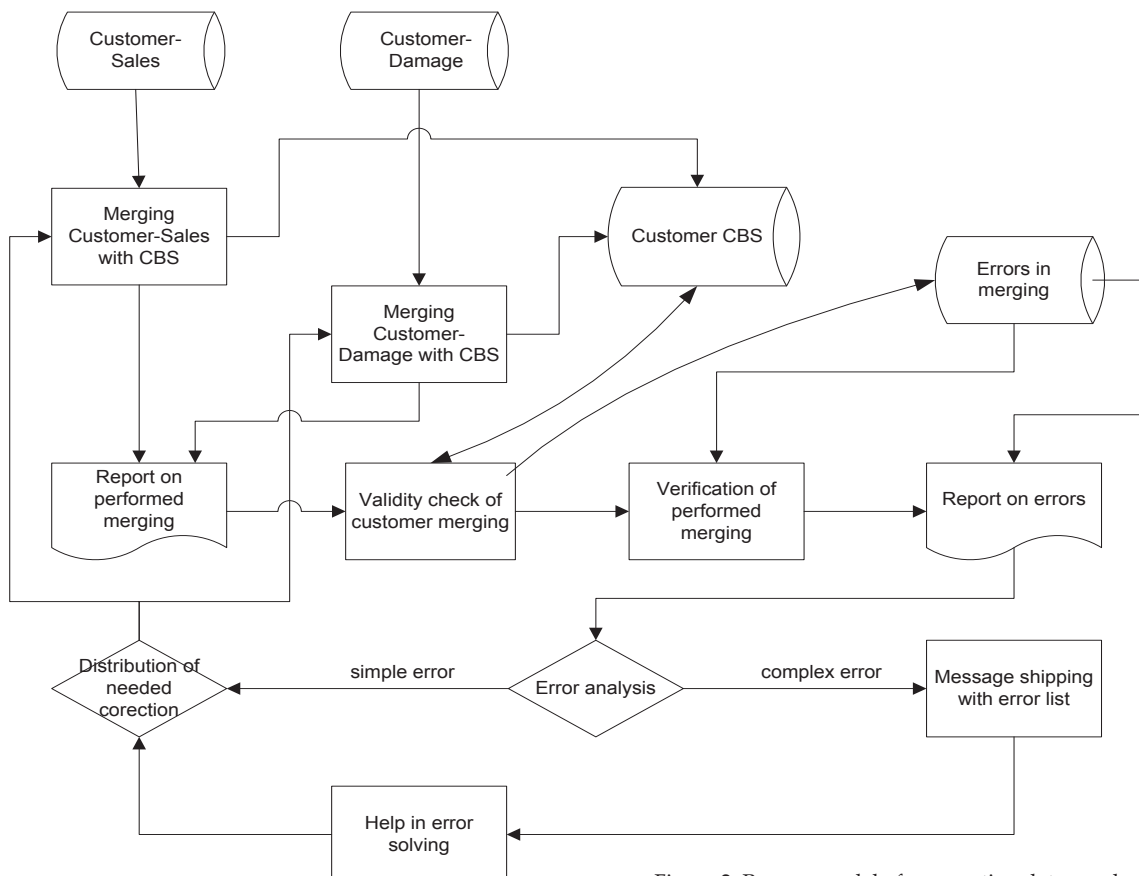 Customer-
Sales
Customer-
Damage
Merging
Customer-Sales
with CBS
Customer CBS
Errors in
merging
Merging
Customer-
Damage with CBS
Report on
performed
merging
Validity check of
customer merging
Verification of
performed
merging
Report on errors
Distribution of
needed
corection
simple error
Error analysis
complex error
Message shipping
with error list
Help in error
solving